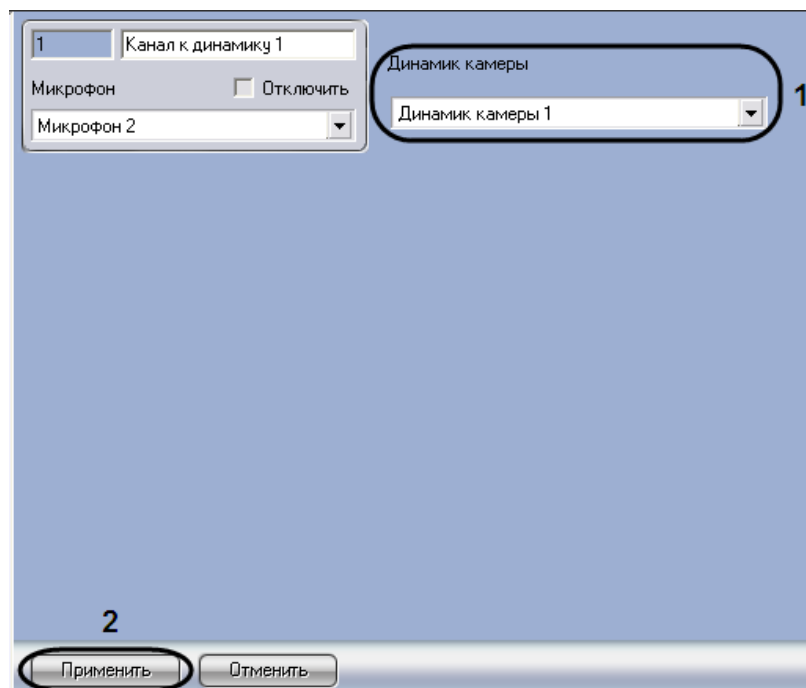 1
Канал к динамику 1
Динамик камеры
Микрофон
Отключить
1
Динамик камеры 1
Микрофон 2
2
Применить
Отменить